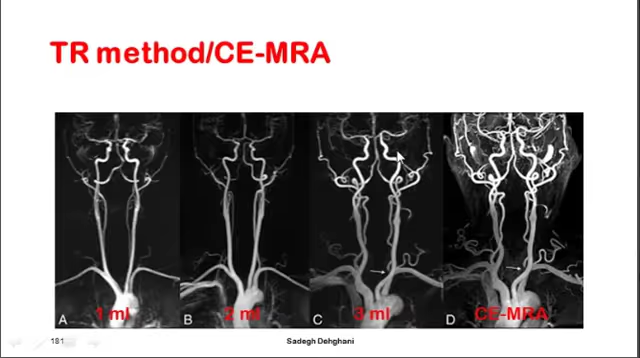 TR method/CE-MRA
A 1 ml B 2 ml C 3 ml D CE-MRA
181 Sadegh Dehghani